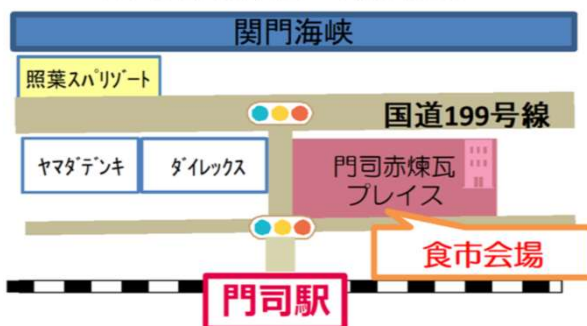 関門海峡
照葉スパリゾート
国道199号線
ヤマダデンキ
ダイレックス
門司赤煉瓦
プレイス
食市会場
門司駅